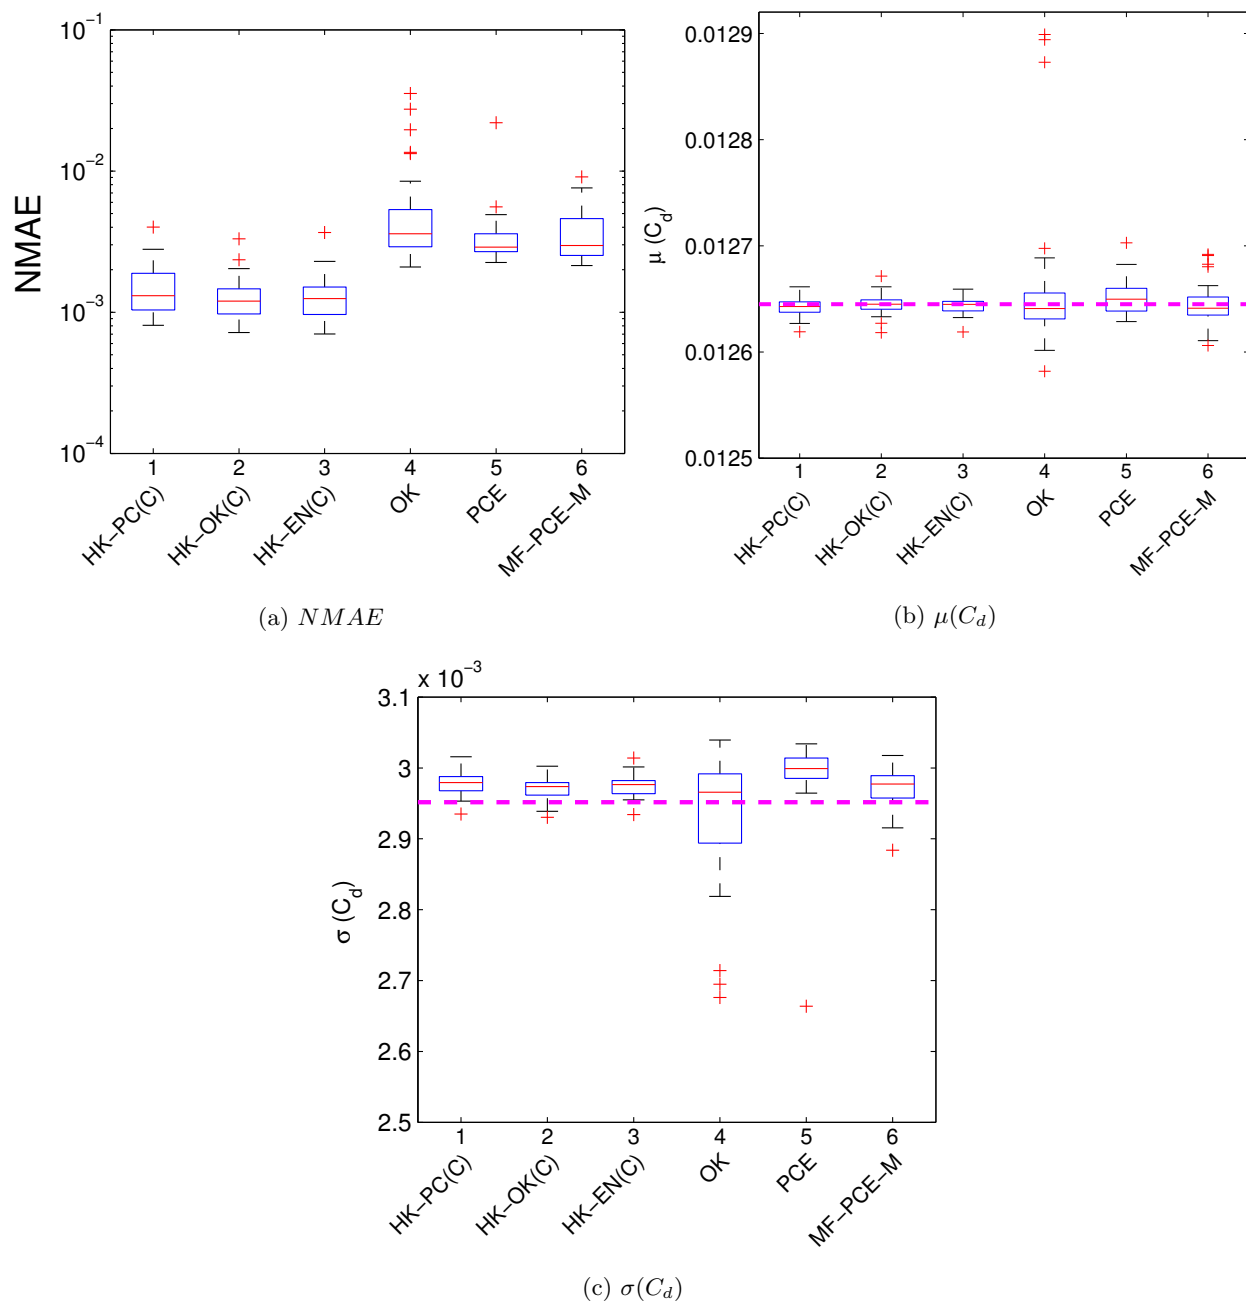 NMAE
10^-1
10^-2
10^-3
10^-4
1 2 3 4 5 6
HK-PC(C) HK-OK(C) HK-EN(C) OK PCE MF-PCE-M
(a) NMAE
μ (C_d)
0.0129
0.0128
0.0127
0.0126
0.0125
1 2 3 4 5 6
HK-PC(C) HK-OK(C) HK-EN(C) OK PCE MF-PCE-M
(b) μ(C_d)
x 10^-3
σ (C_d)
3.1
3
2.9
2.8
2.7
2.6
2.5
1 2 3 4 5 6
HK-PC(C) HK-OK(C) HK-EN(C) OK PCE MF-PCE-M
(c) σ(C_d)